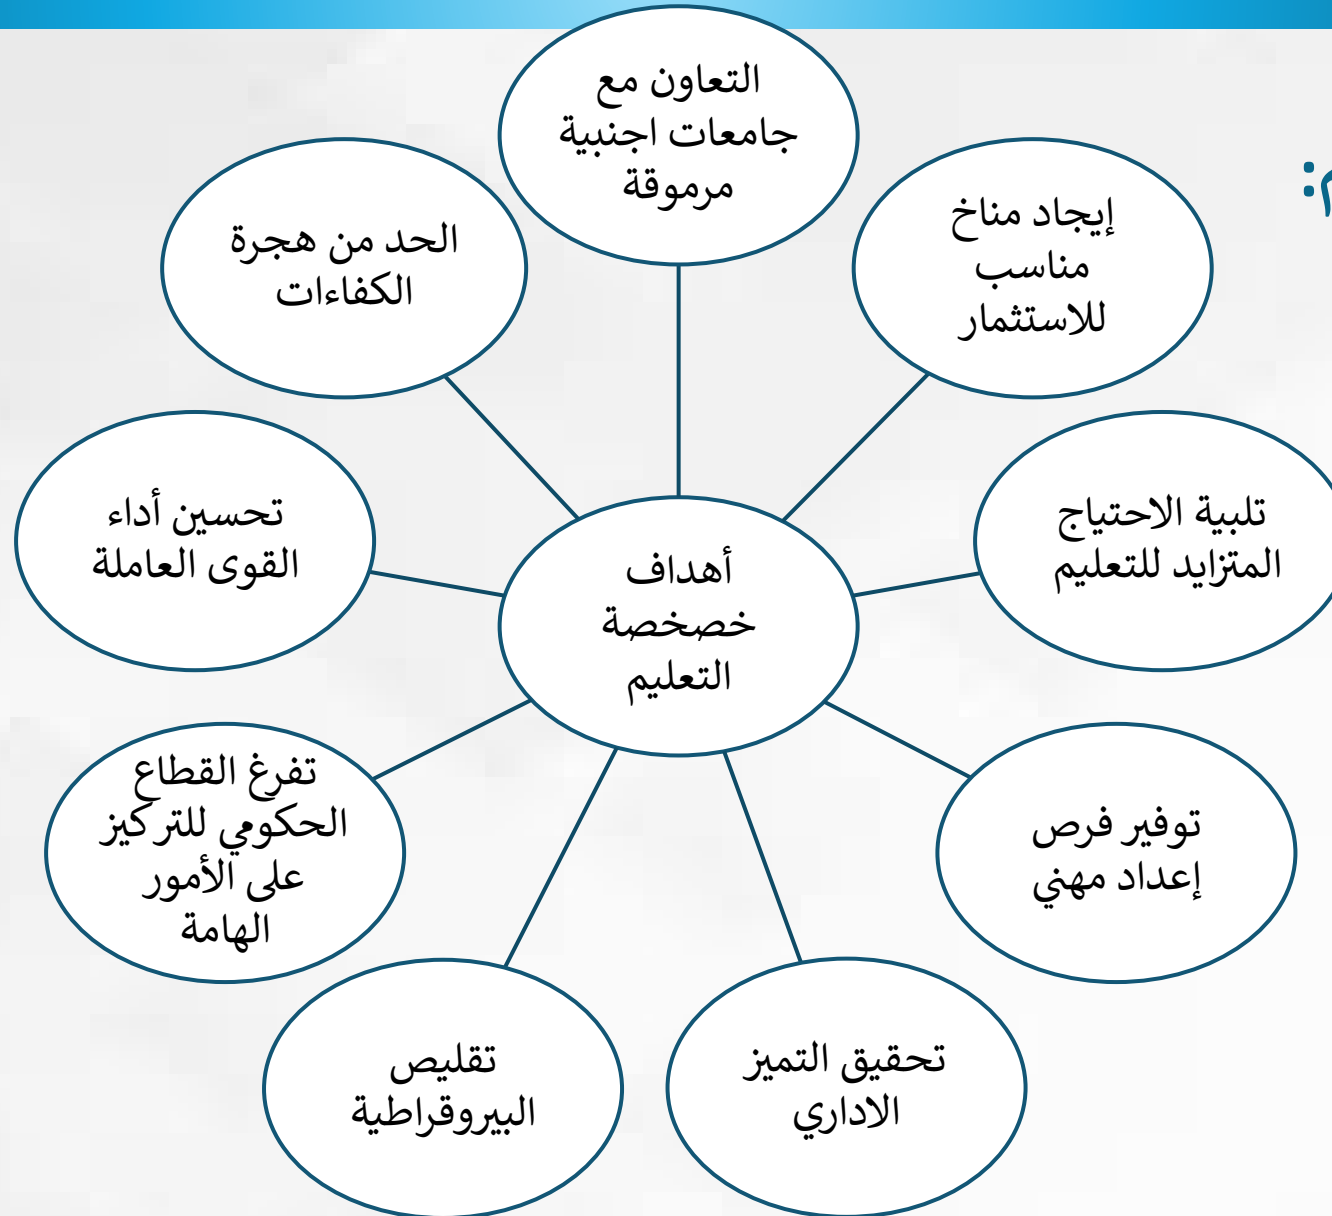 التعاون مع
جامعات اجنبية
مرموقة
إيجاد مناخ
مناسب
للاستثمار
تلبية الاحتياج
المتزايد للتعليم
توفير فرص
إعداد مهني
تحقيق التميز
الاداري
تقليص
البيروقراطية
تفرغ القطاع
الحكومي للتركيز
على الأمور
الهامة
تحسين أداء
القوى العاملة
الحد من هجرة
الكفاءات
أهداف
خصخصة
التعليم